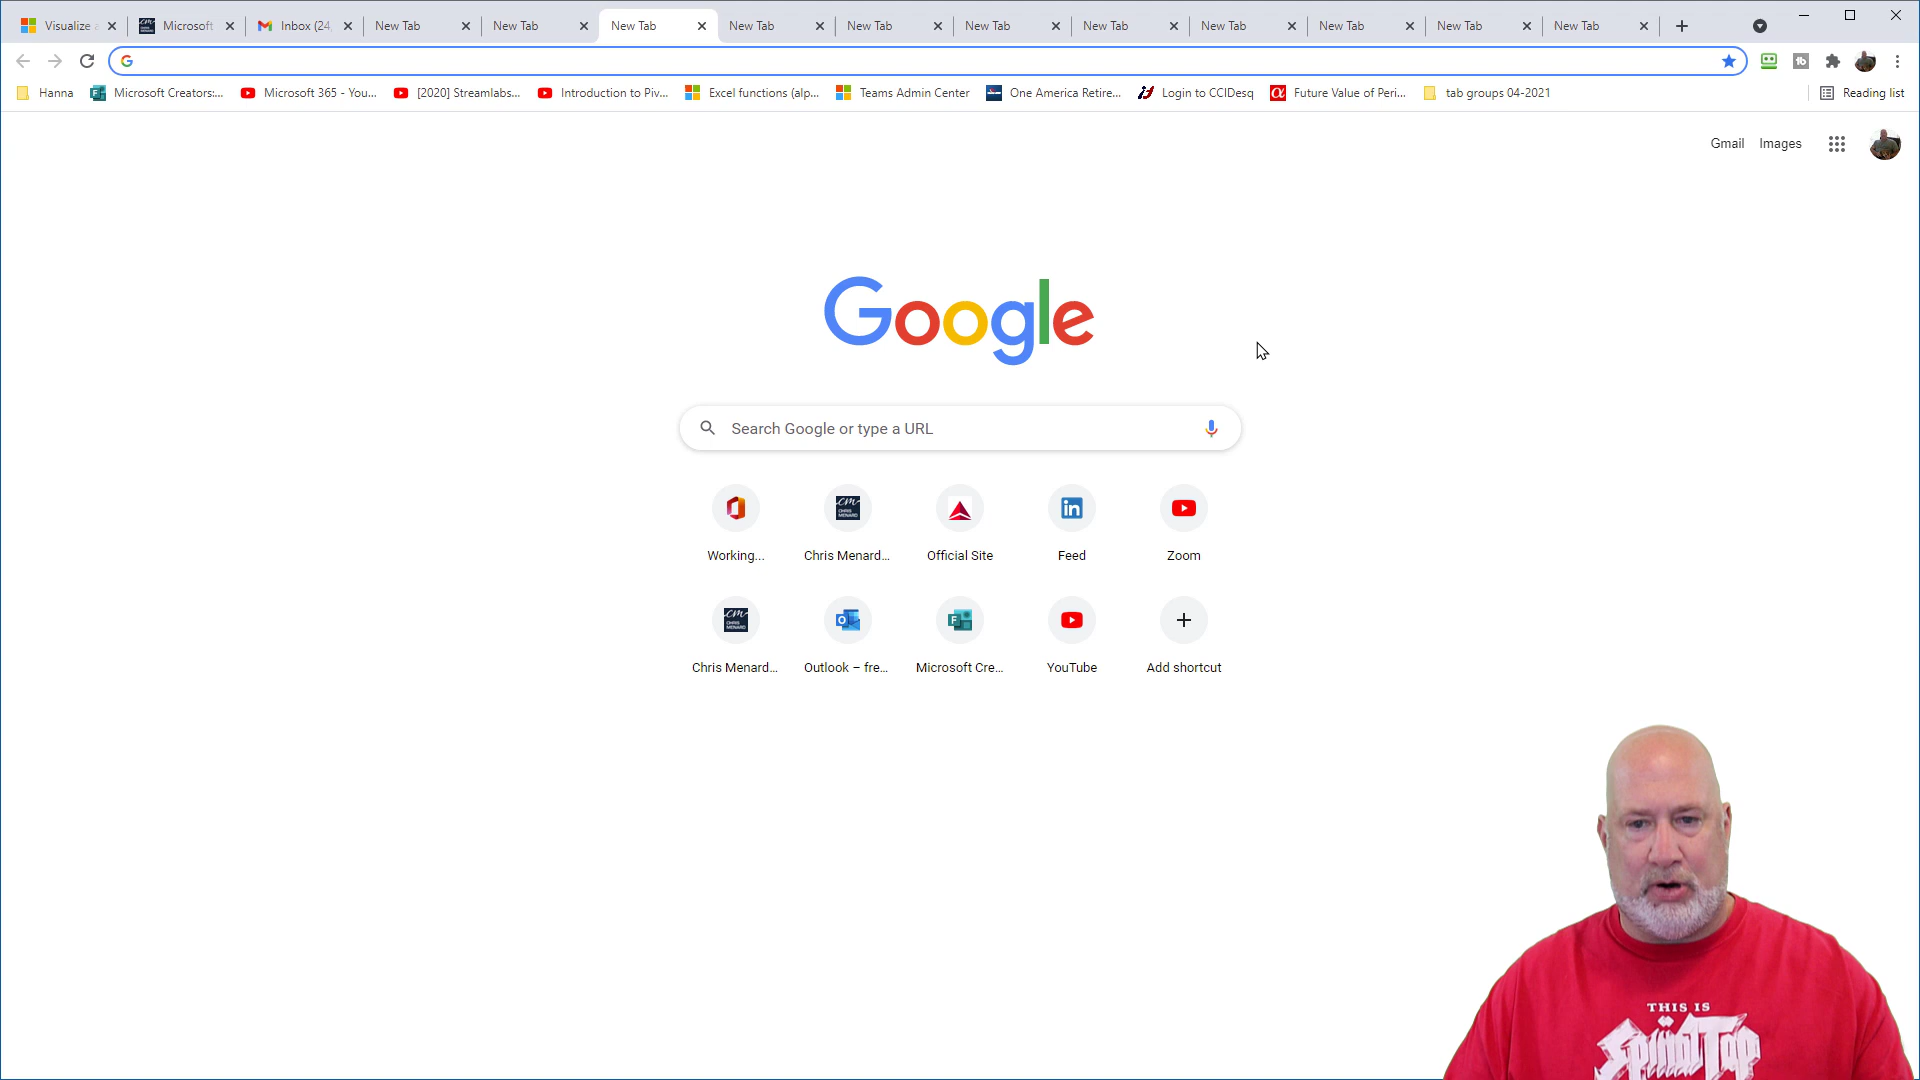 Visualize a
Microsoft
Inbox (24,
New Tab
New Tab
New Tab
New Tab
New Tab
New Tab
New Tab
New Tab
New Tab
New Tab
New Tab
Hanna
Microsoft Creators:...
Microsoft 365 - You...
[2020] Streamlabs...
Introduction to Piv...
Excel functions (alp...
Teams Admin Center
One America Retire...
Login to CCIDesq
Future Value of Peri...
tab groups 04-2021
Reading list
Gmail
Images
Google
Search Google or type a URL
Working...
Chris Menard...
Official Site
Feed
Zoom
Chris Menard...
Outlook – fre...
Microsoft Cre...
YouTube
Add shortcut
THIS IS
Spinal Tap